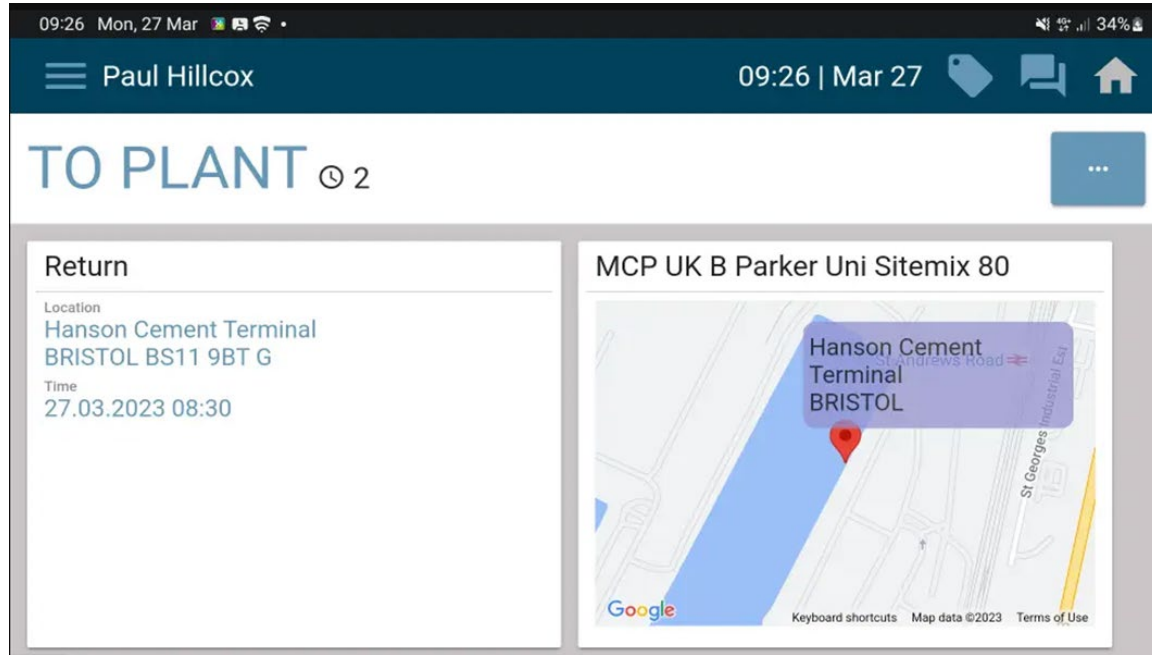 09:26 Mon, 27 Mar
4G+ 34%
Paul Hillcox
09:26 | Mar 27
TO PLANT 2
...
Return
Location
Hanson Cement Terminal
BRISTOL BS11 9BT G
Time
27.03.2023 08:30
MCP UK B Parker Uni Sitemix 80
Hanson Cement
St Andrews Road
Terminal
BRISTOL
St Georges Industrial Est
Google
Keyboard shortcuts Map data ©2023 Terms of Use